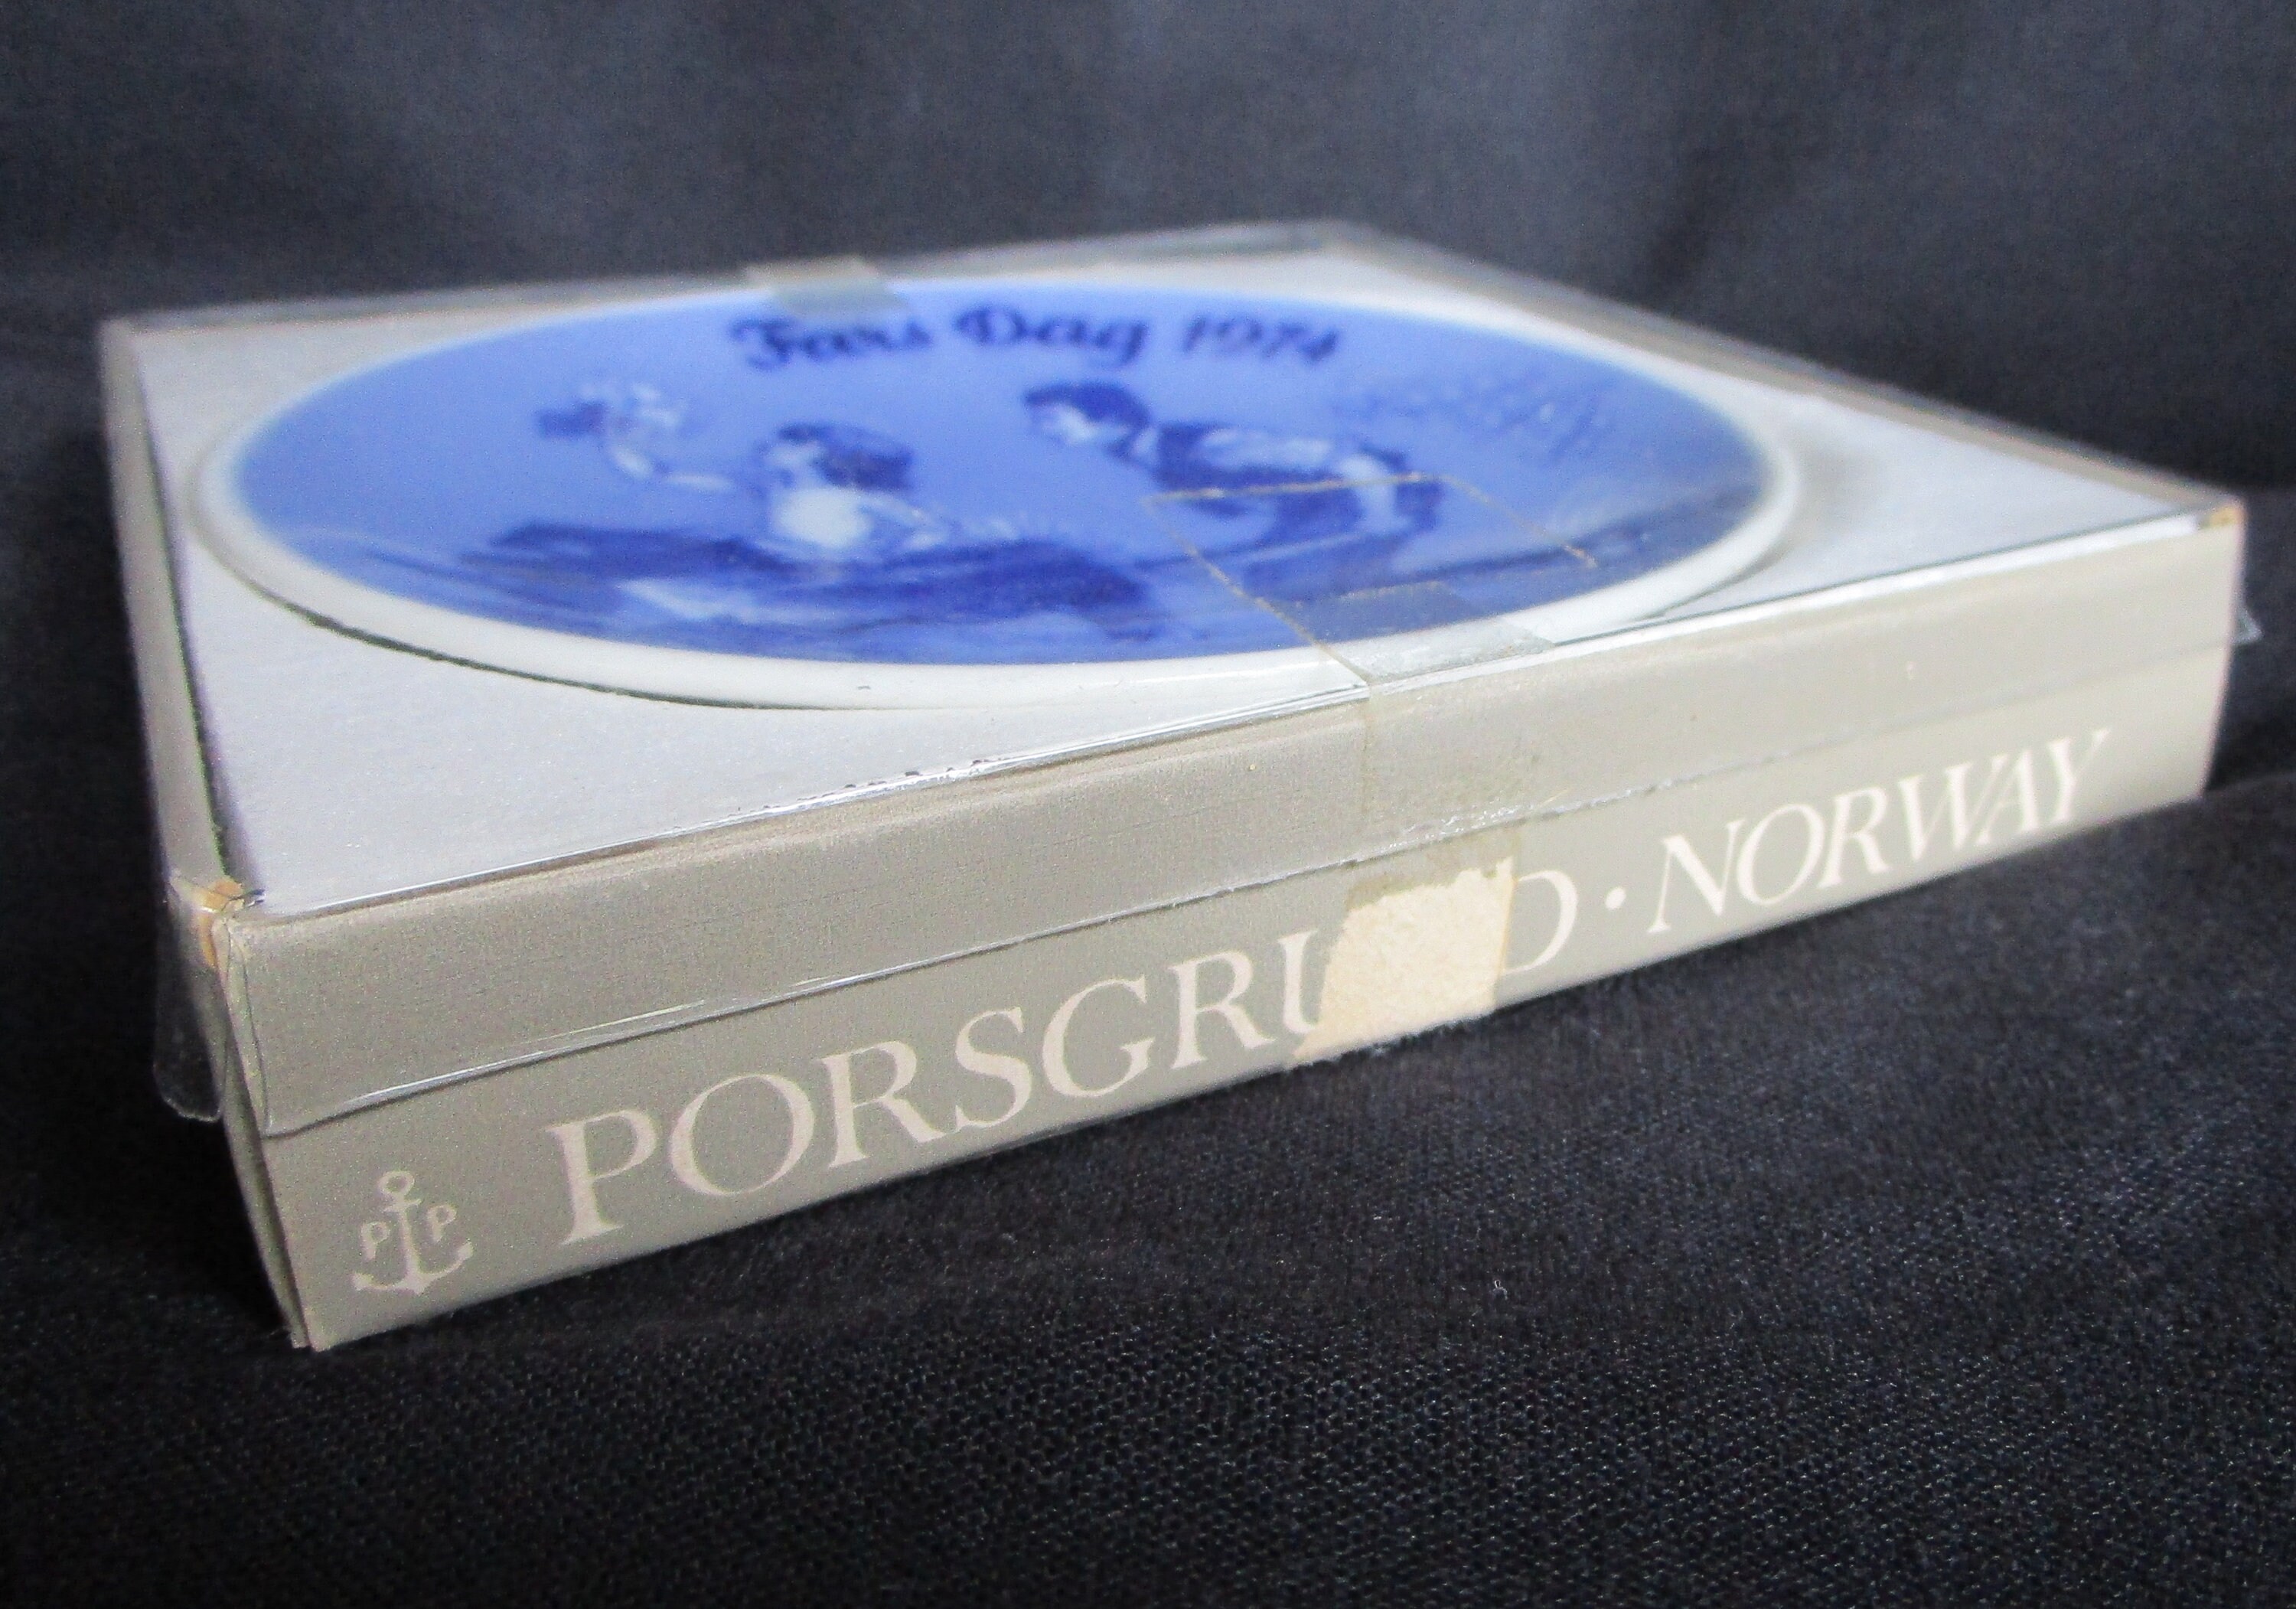 Fars Dag 1974
PORSGRU D · NORWAY
P P